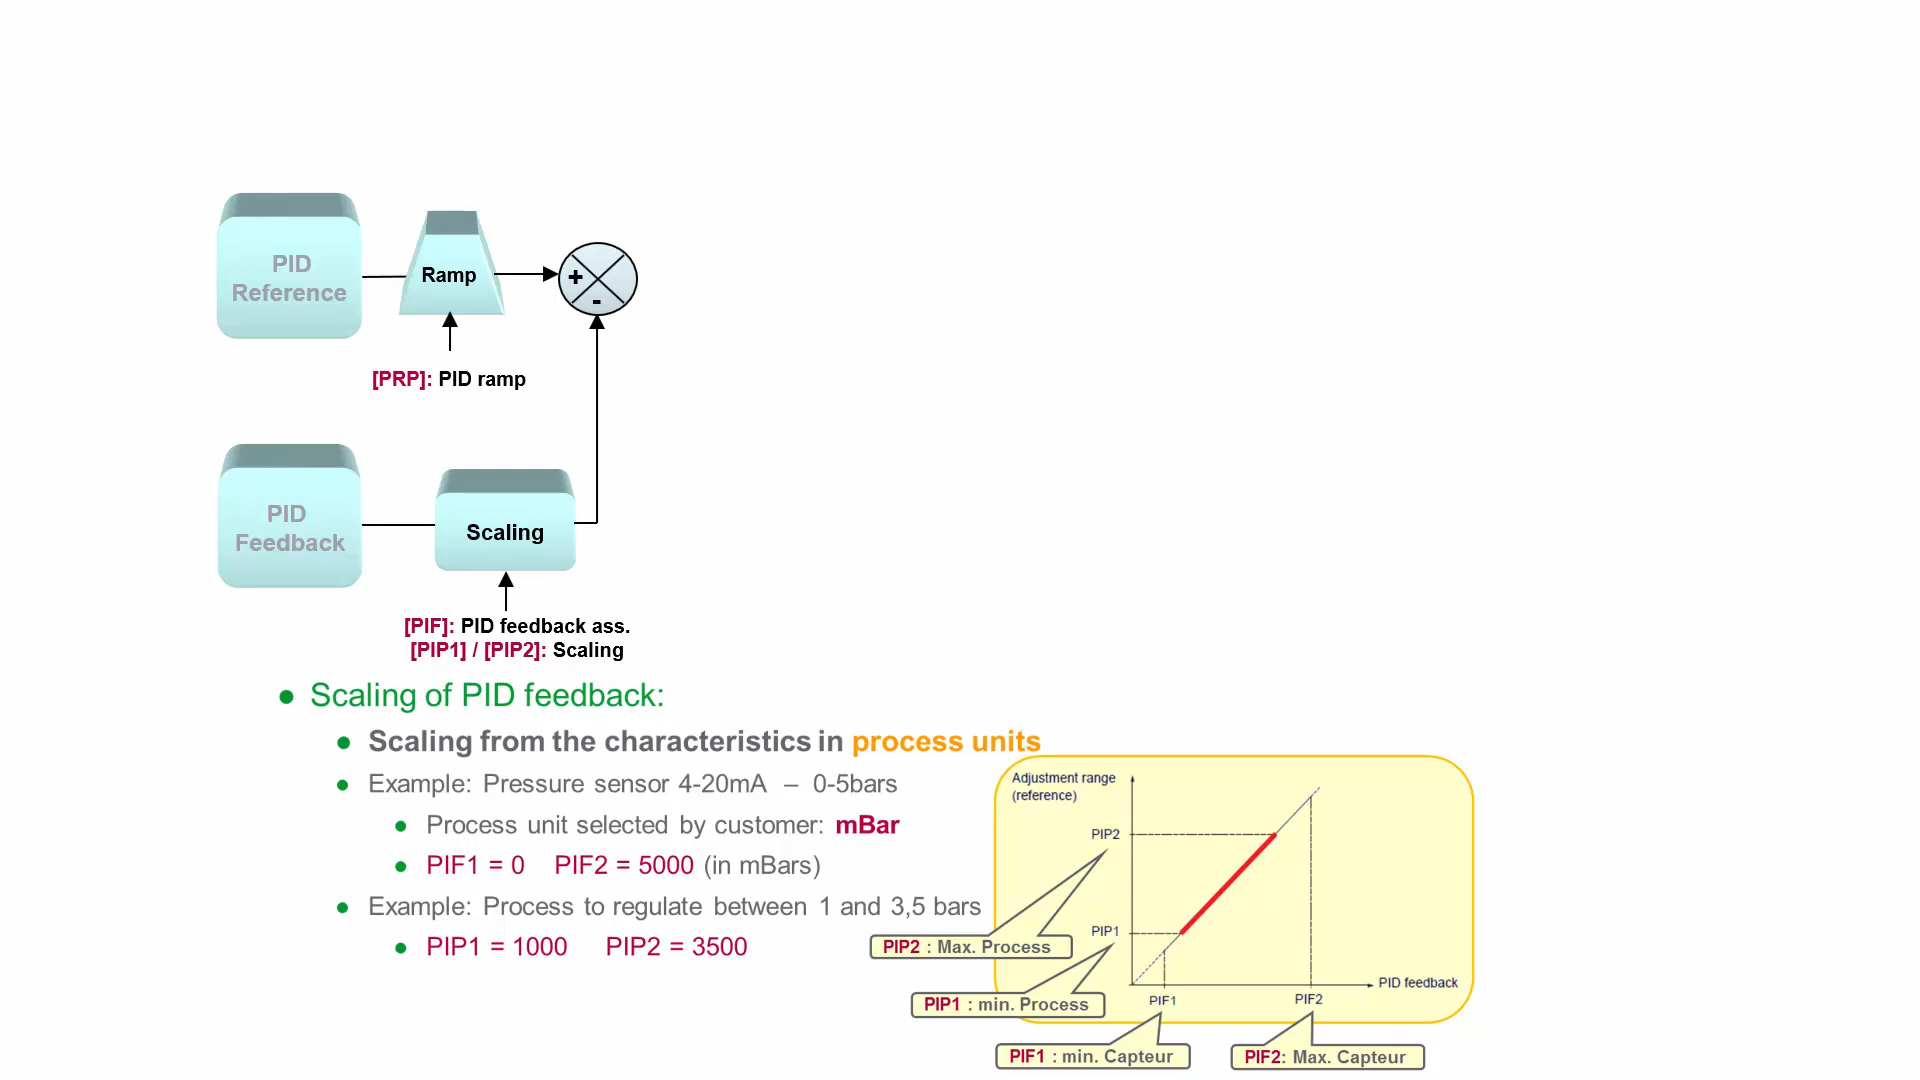 PID
Reference
Ramp
+
-
[PRP]: PID ramp
PID
Feedback
Scaling
[PIF]: PID feedback ass.
[PIP1] / [PIP2]: Scaling
● Scaling of PID feedback:
● Scaling from the characteristics in process units
● Example: Pressure sensor 4-20mA – 0-5bars
● Process unit selected by customer: mBar
● PIF1 = 0 PIF2 = 5000 (in mBars)
● Example: Process to regulate between 1 and 3,5 bars
● PIP1 = 1000 PIP2 = 3500
Adjustment range
(reference)
PIP2
PIP1
PID feedback
PIF1
PIF2
PIP2 : Max. Process
PIP1 : min. Process
PIF1 : min. Capteur
PIF2: Max. Capteur